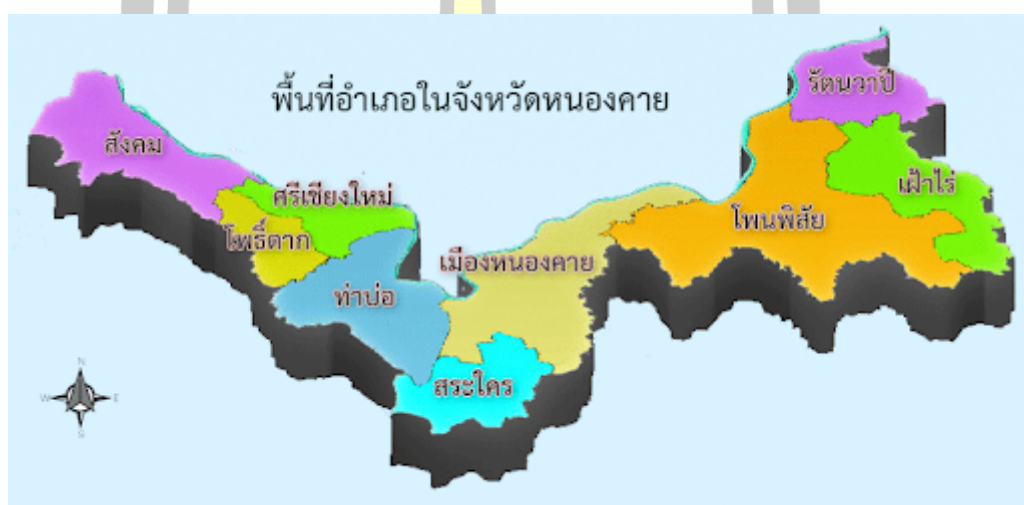 พื้นที่อำเภอในจังหวัดหนองคาย
รัตนวาปี
สังคม
เฝ้าไร่
ศรีเชียงใหม่
โพนพิสัย
โพธิ์ตาก
เมืองหนองคาย
ท่าบ่อ
สระใคร
N
W
E
S